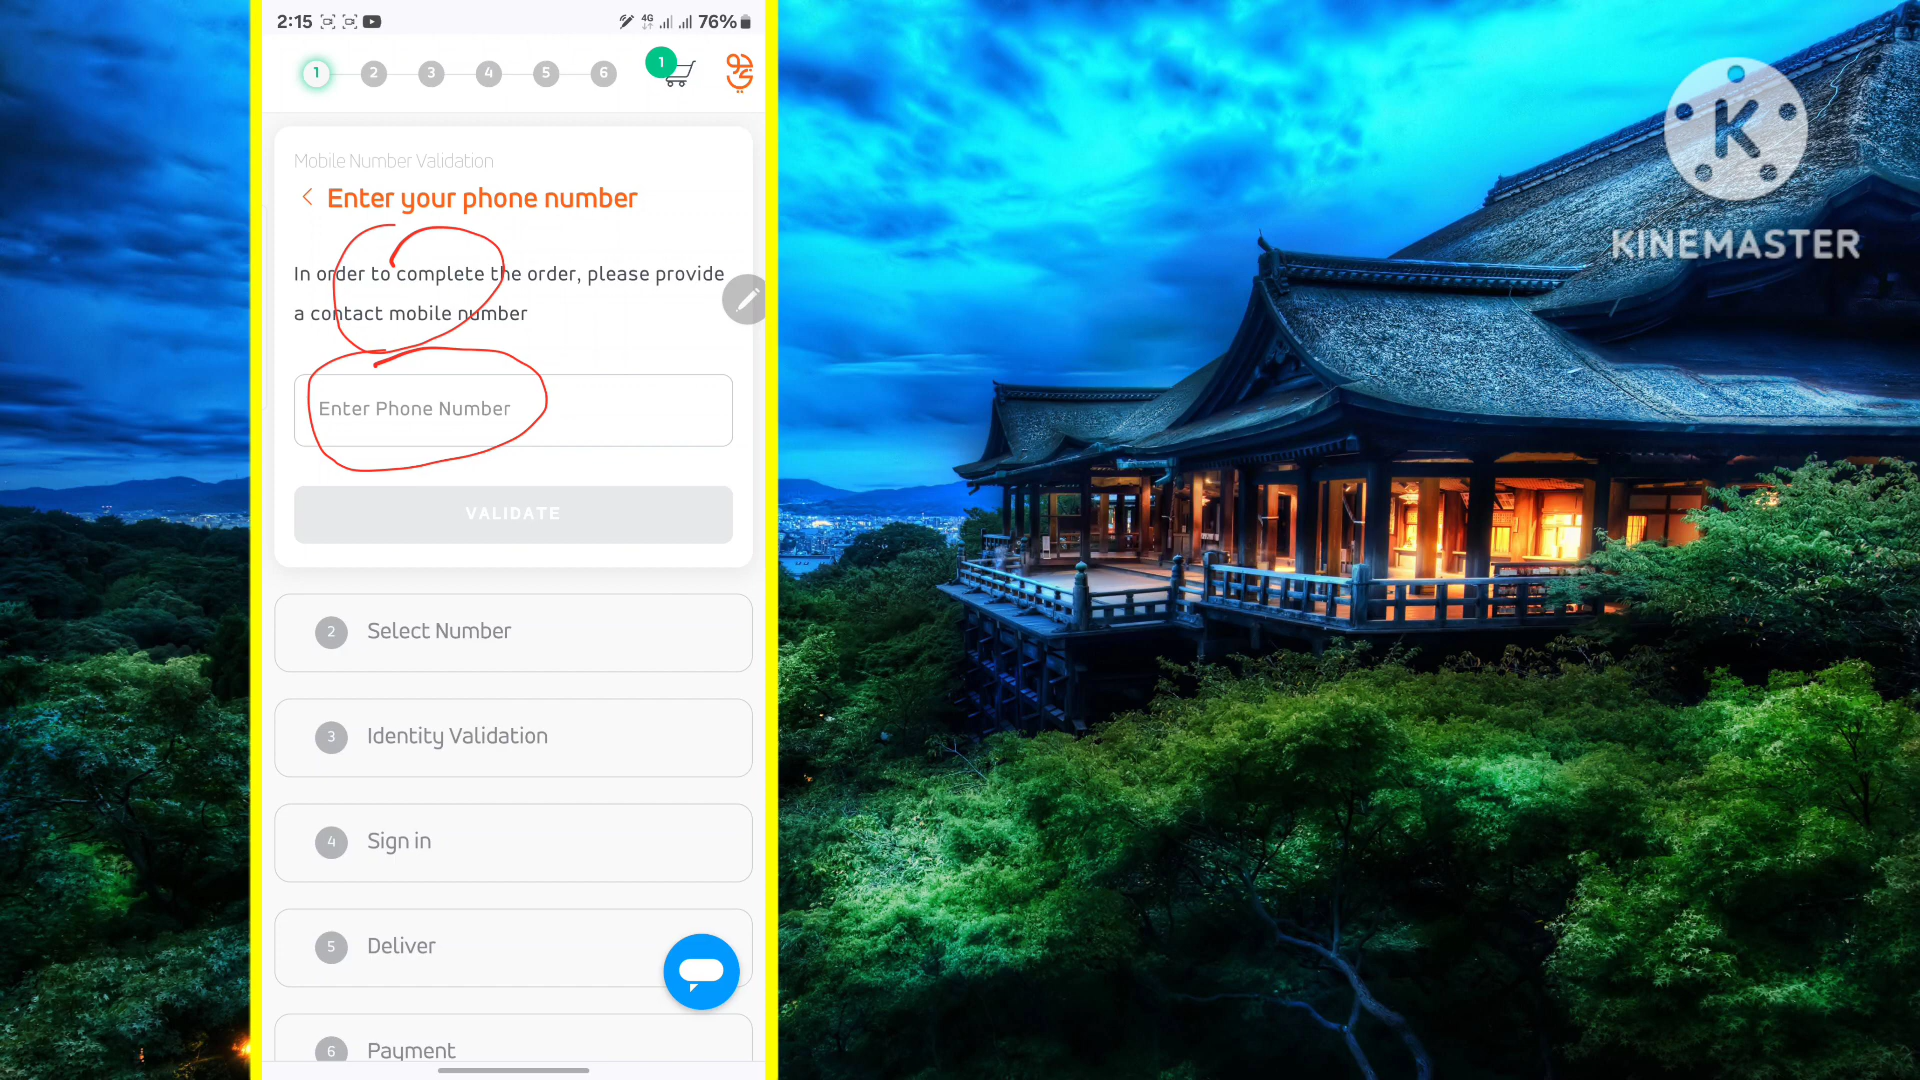 2:15
4G
76%
1
2
3
4
5
6
1
Mobile Number Validation
Enter your phone number
In order to complete the order, please provide
a contact mobile number
Enter Phone Number
VALIDATE
2 Select Number
3 Identity Validation
4 Sign in
5 Deliver
6 Payment
K
KINEMASTER